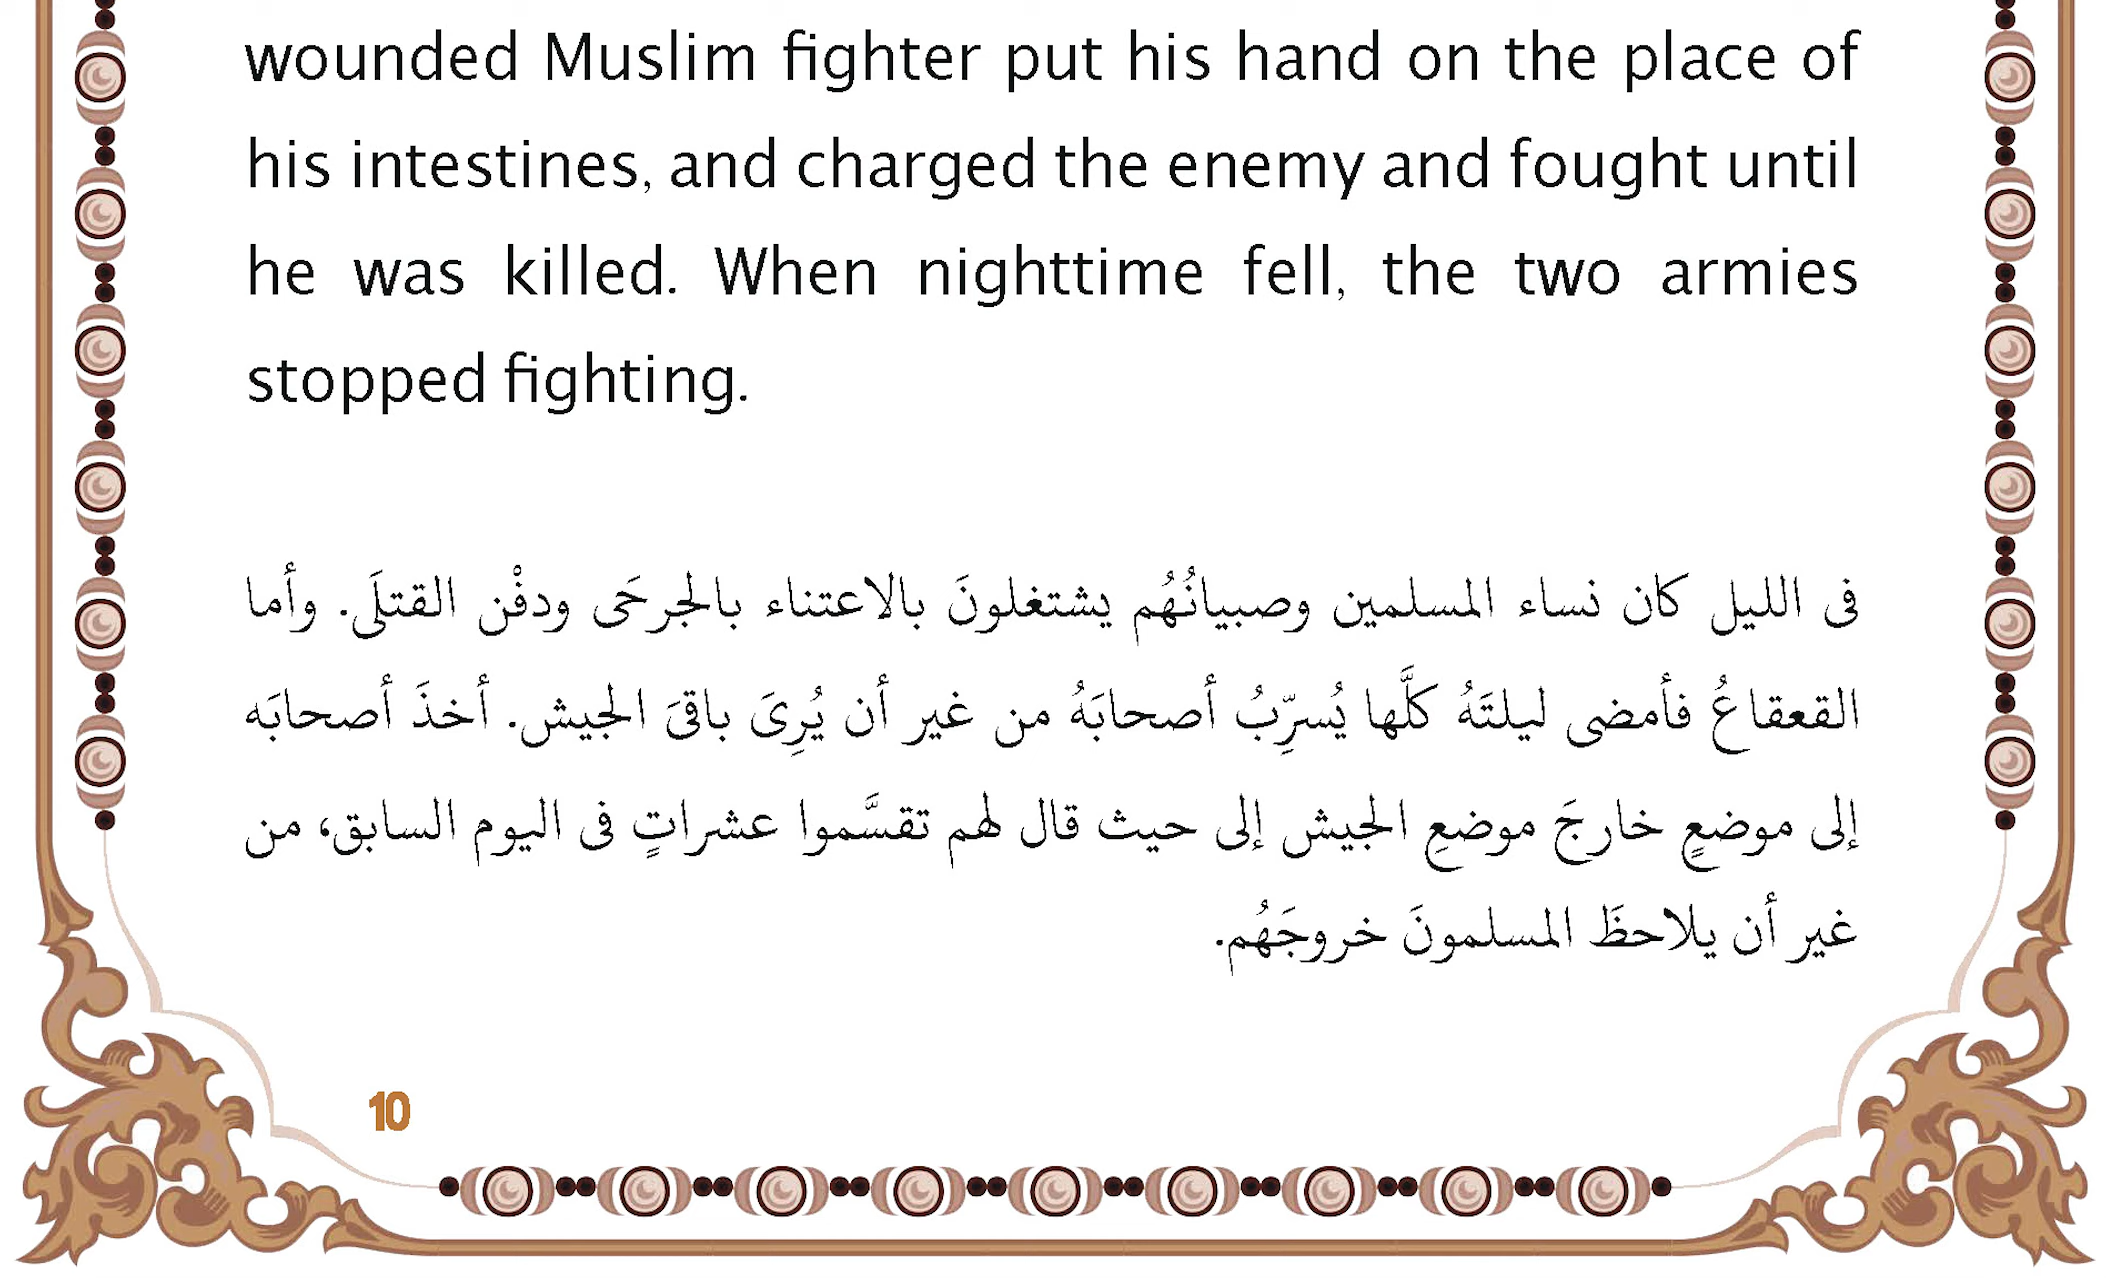 wounded Muslim fighter put his hand on the place of
his intestines, and charged the enemy and fought until
he was killed. When nighttime fell, the two armies
stopped fighting.
فى الليل كان نساء المسلمين وصبيانُهُم يشتغلونَ بالاعتناء بالجرحَى ودفْن القتلَى. وأما
القعقاعُ فأمضى ليلتَهُ كلَّها يُسرِّبُ أصحابَهُ من غير أن يُرِىَ باقىَ الجيش. أخذَ أصحابَه
إلى موضعٍ خارجَ موضعِ الجيش إلى حيث قال لهم تقسَّموا عشراتٍ فى اليوم السابق، من
غير أن يلاحظَ المسلمونَ خروجَهُم.
10